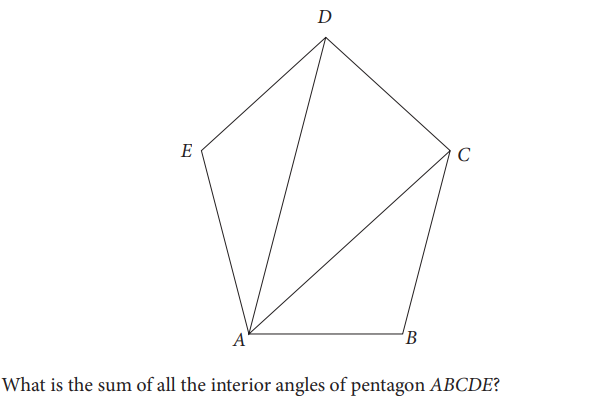 D
E
C
A
B
What is the sum of all the interior angles of pentagon ABCDE?